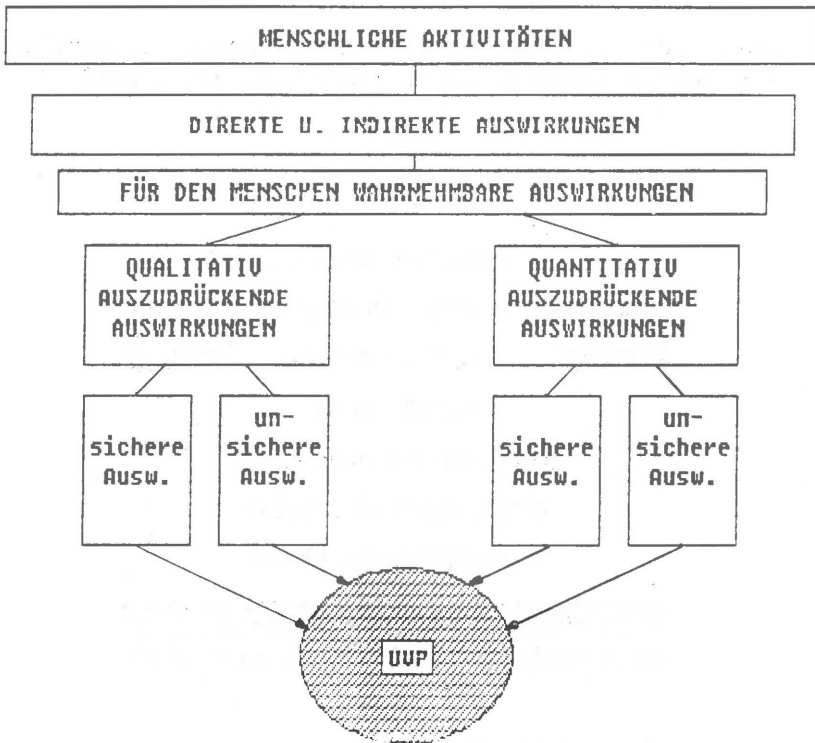 MENSCHLICHE AKTIVITÄTEN
DIREKTE U. INDIREKTE AUSWIRKUNGEN
FÜR DEN MENSCHEN WAHRNEHMBARE AUSWIRKUNGEN
QUALITATIV
AUSZUDRÜCKENDE
AUSWIRKUNGEN
QUANTITATIV
AUSZUDRÜCKENDE
AUSWIRKUNGEN
sichere
Ausw.
un-
sichere
Ausw.
sichere
Ausw.
un-
sichere
Ausw.
UVP